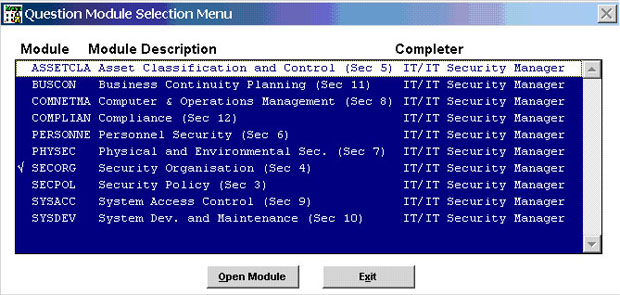 Question Module Selection Menu
Module Module Description Completer
ASSETCLA Asset Classification and Control (Sec 5) IT/IT Security Manager
BUSCON Business Continuity Planning (Sec 11) IT/IT Security Manager
COMNETMA Computer & Operations Management (Sec 8) IT/IT Security Manager
COMPLIAN Compliance (Sec 12) IT/IT Security Manager
PERSONNE Personnel Security (Sec 6) IT/IT Security Manager
PHYSEC Physical and Environmental Sec. (Sec 7) IT/IT Security Manager
√ SECORG Security Organisation (Sec 4) IT/IT Security Manager
SECPOL Security Policy (Sec 3) IT/IT Security Manager
SYSACC System Access Control (Sec 9) IT/IT Security Manager
SYSDEV System Dev. and Maintenance (Sec 10) IT/IT Security Manager
Open Module Exit